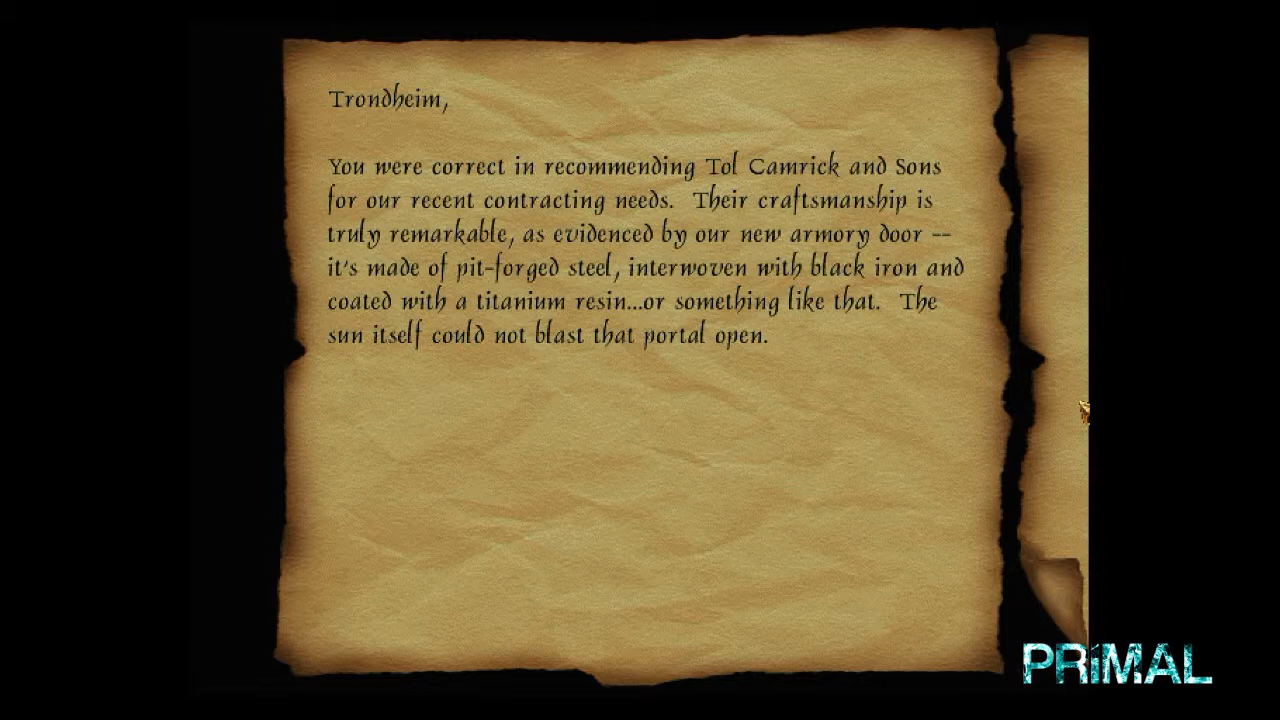 Trondheim,
You were correct in recommending Tol Camrick and Sons
for our recent contracting needs.  Their craftsmanship is
truly remarkable, as evidenced by our new armory door --
it's made of pit-forged steel, interwoven with black iron and
coated with a titanium resin...or something like that.  The
sun itself could not blast that portal open.
PRiMAL